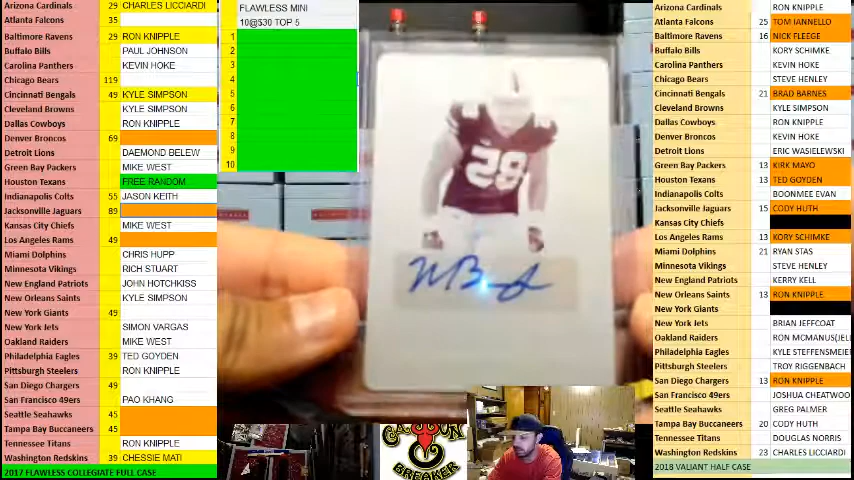 Arizona Cardinals 29 CHARLES LICCIARDI
Atlanta Falcons 35
Baltimore Ravens 29 RON KNIPPLE
Buffalo Bills PAUL JOHNSON
Carolina Panthers KEVIN HOKE
Chicago Bears 119
Cincinnati Bengals 49 KYLE SIMPSON
Cleveland Browns KYLE SIMPSON
Dallas Cowboys RON KNIPPLE
Denver Broncos 69
Detroit Lions DAEMOND BELEW
Green Bay Packers MIKE WEST
Houston Texans FREE RANDOM
Indianapolis Colts 55 JASON KEITH
Jacksonville Jaguars 89
Kansas City Chiefs MIKE WEST
Los Angeles Rams 49
Miami Dolphins CHRIS HUPP
Minnesota Vikings RICH STUART
New England Patriots JOHN HOTCHKISS
New Orleans Saints KYLE SIMPSON
New York Giants 49
New York Jets SIMON VARGAS
Oakland Raiders MIKE WEST
Philadelphia Eagles 39 TED GOYDEN
Pittsburgh Steelers RON KNIPPLE
San Diego Chargers 49
San Francisco 49ers PAO KHANG
Seattle Seahawks 45
Tampa Bay Buccaneers 45
Tennessee Titans RON KNIPPLE
Washington Redskins 39 CHESSIE MATI
2017 FLAWLESS COLLEGIATE FULL CASE
FLAWLESS MINI
10@$30 TOP 5
1
2
3
4
5
6
7
8
9
10
28
CARTOON
BREAKER
Arizona Cardinals RON KNIPPLE
Atlanta Falcons 25 TOM IANNELLO
Baltimore Ravens 16 NICK FLEEGE
Buffalo Bills KORY SCHIMKE
Carolina Panthers KEVIN HOKE
Chicago Bears STEVE HENLEY
Cincinnati Bengals 21 BRAD BARNES
Cleveland Browns KYLE SIMPSON
Dallas Cowboys RON KNIPPLE
Denver Broncos KEVIN HOKE
Detroit Lions ERIC WASIELEWSKI
Green Bay Packers 13 KIRK MAYO
Houston Texans 13 TED GOYDEN
Indianapolis Colts BOONMEE EVAN
Jacksonville Jaguars 15 CODY HUTH
Kansas City Chiefs
Los Angeles Rams 13 KORY SCHIMKE
Miami Dolphins 21 RYAN STAS
Minnesota Vikings STEVE HENLEY
New England Patriots KERRY KELL
New Orleans Saints 13 RON KNIPPLE
New York Giants
New York Jets BRIAN JEFFCOAT
Oakland Raiders RON MCMANUS(JELL
Philadelphia Eagles KYLE STEFFENSMEIE
Pittsburgh Steelers TROY RIGGENBACH
San Diego Chargers 13 RON KNIPPLE
San Francisco 49ers JOSHUA CHEATWOO
Seattle Seahawks GREG PALMER
Tampa Bay Buccaneers 20 CODY HUTH
Tennessee Titans DOUGLAS NORRIS
Washington Redskins 23 CHARLES LICCIARDI
2018 VALIANT HALF CASE